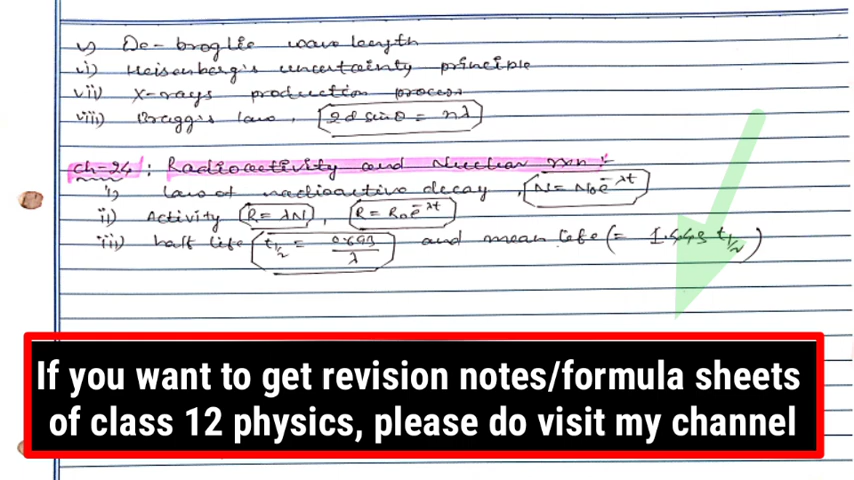 v) De-broglie wave length
vi) Heisenberg's uncertainty principle
vii) X-rays production process
viii) Bragg's law, 2d sinθ = nλ
ch-24: Radioactivity and Nuclear rxn :-
i) law of radioactive decay, N = N₀e^-λt
ii) Activity R = λN, R = R₀e^-λt
iii) half life t½ = 0.693/λ and mean life (= 1.443 t½)
If you want to get revision notes/formula sheets
of class 12 physics, please do visit my channel